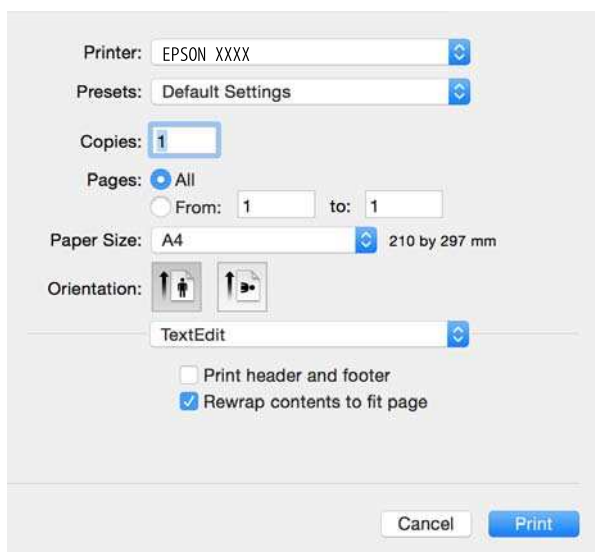 Printer: EPSON XXXX
Presets: Default Settings
Copies: 1
Pages: All
From: 1 to: 1
Paper Size: A4 210 by 297 mm
Orientation:
TextEdit
Print header and footer
Rewrap contents to fit page
Cancel Print